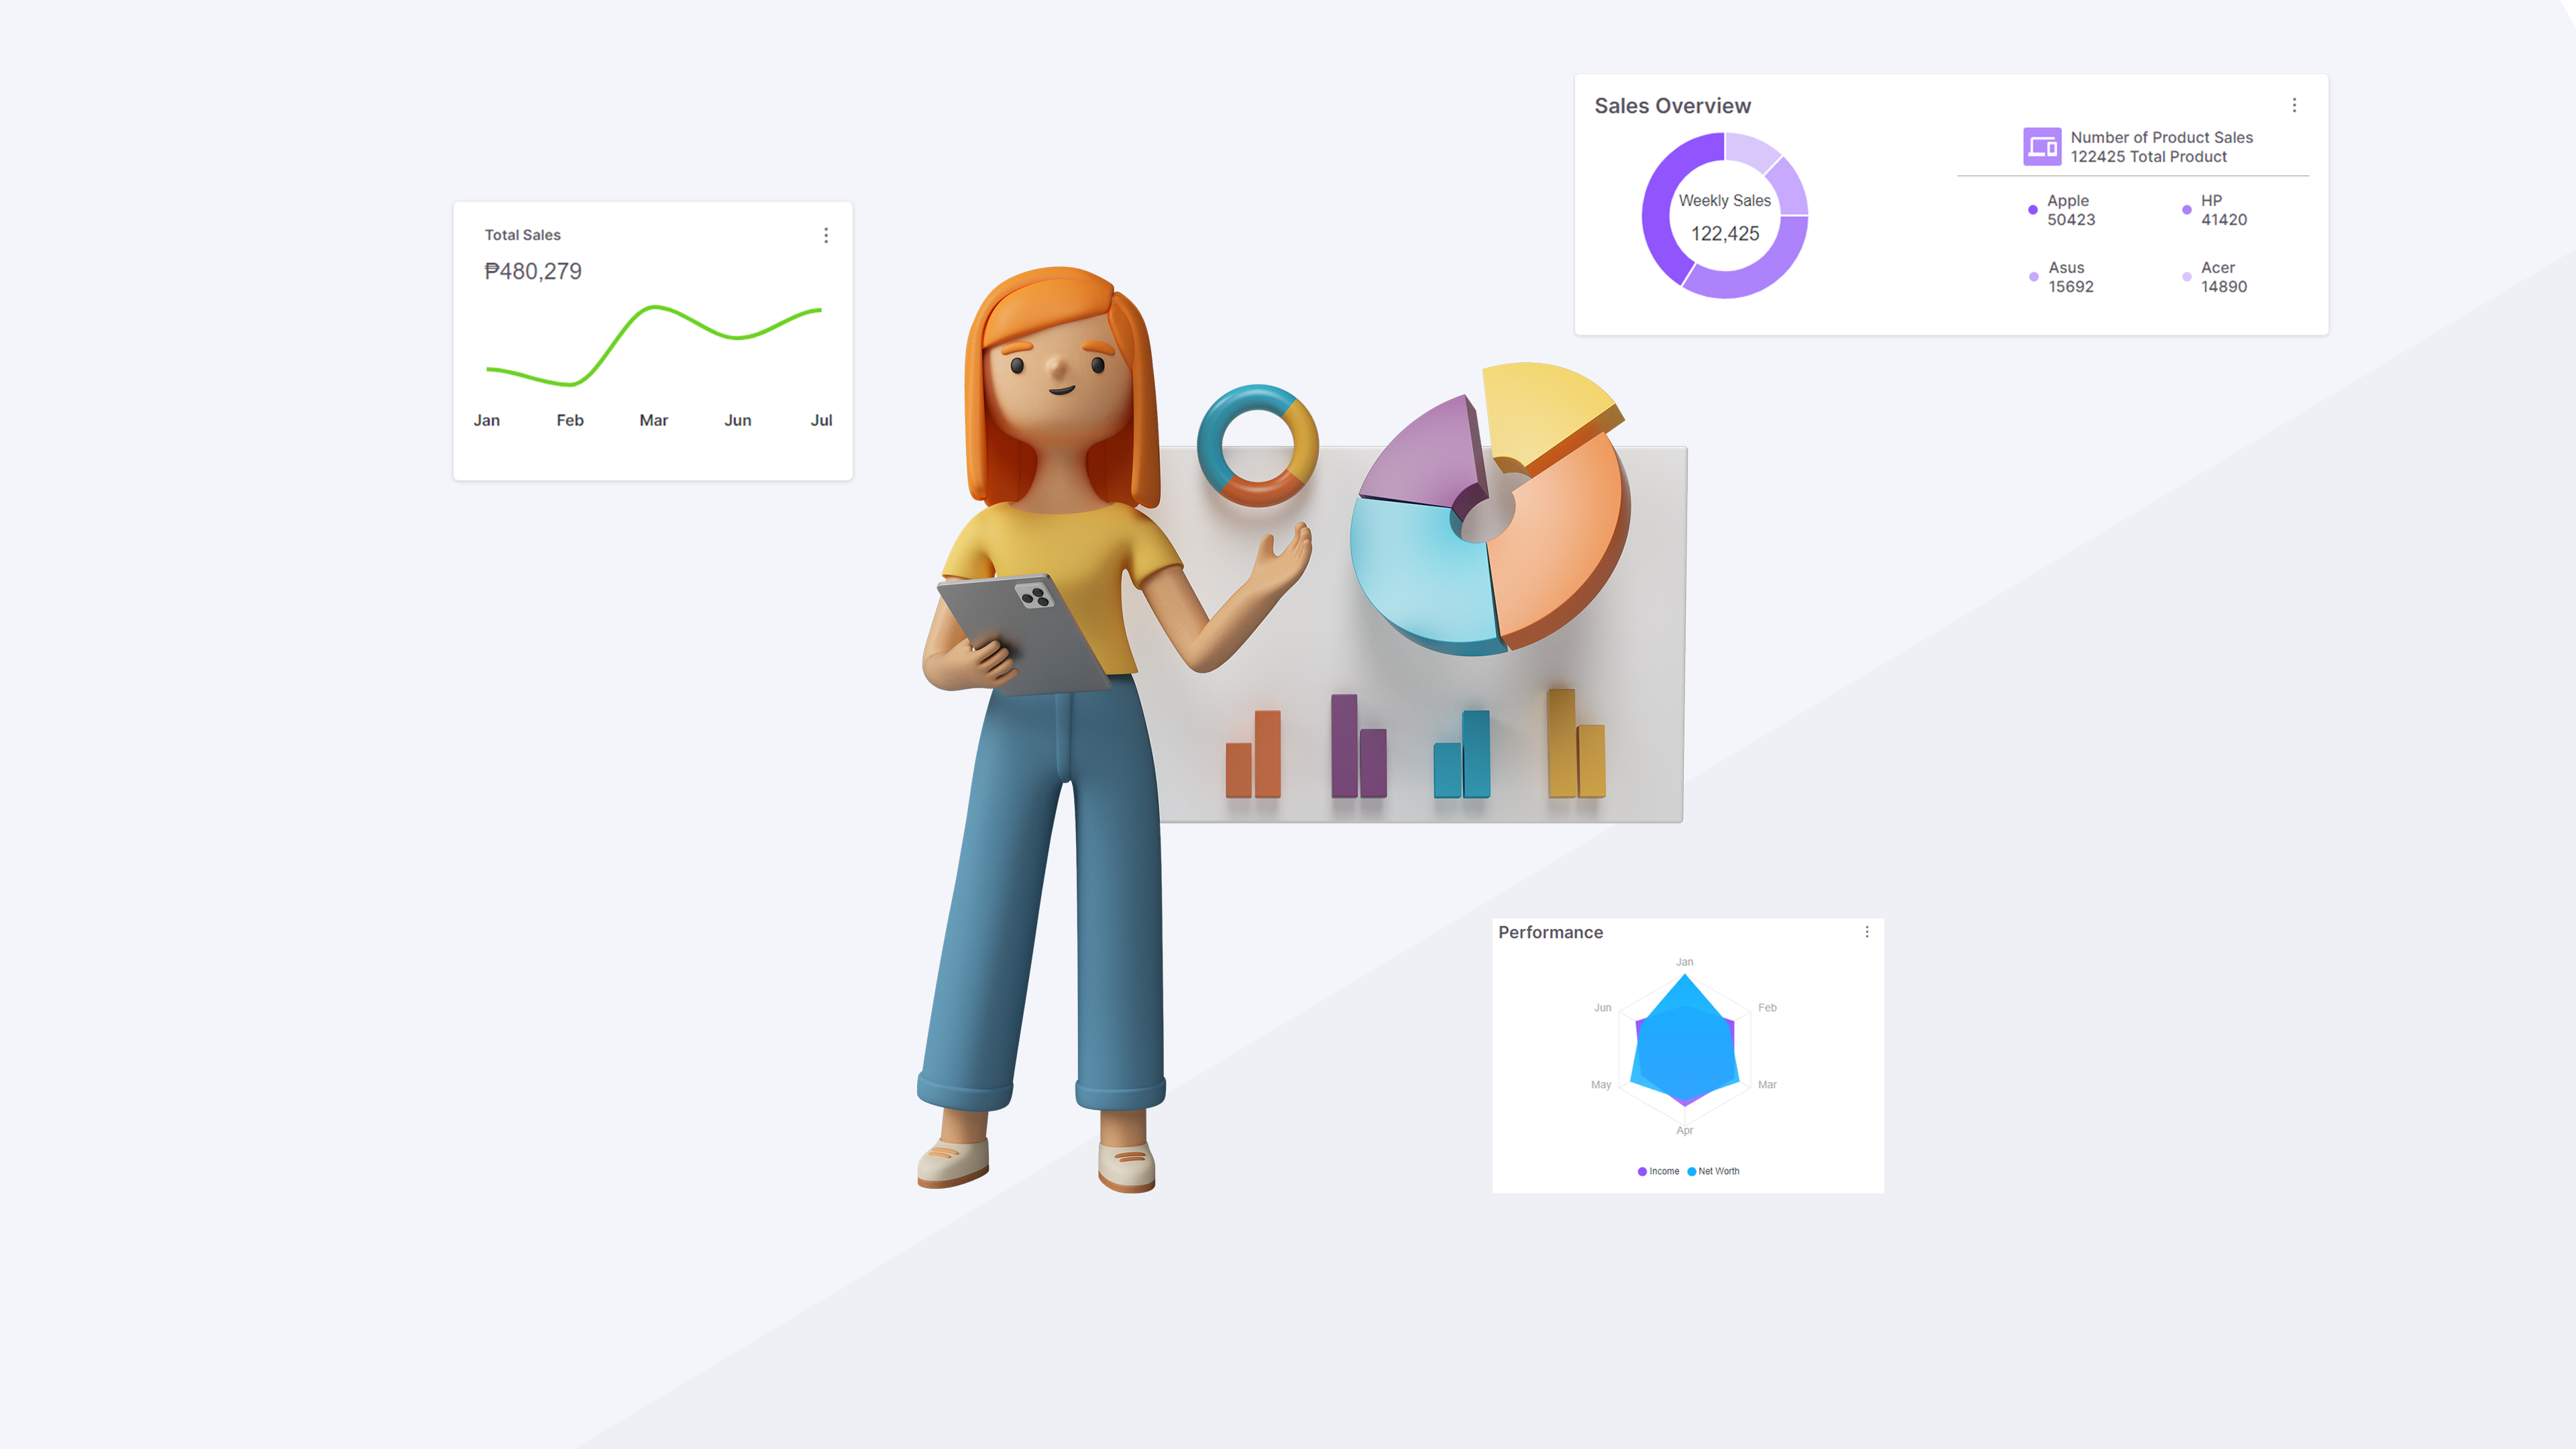 Sales Overview
Number of Product Sales
122425 Total Product
Weekly Sales
122,425
Apple
50423
HP
41420
Asus
15692
Acer
14890
Total Sales
₱480,279
Jan Feb Mar Jun Jul
Performance
Jan
Jun Feb
May Mar
Apr
Income Net Worth